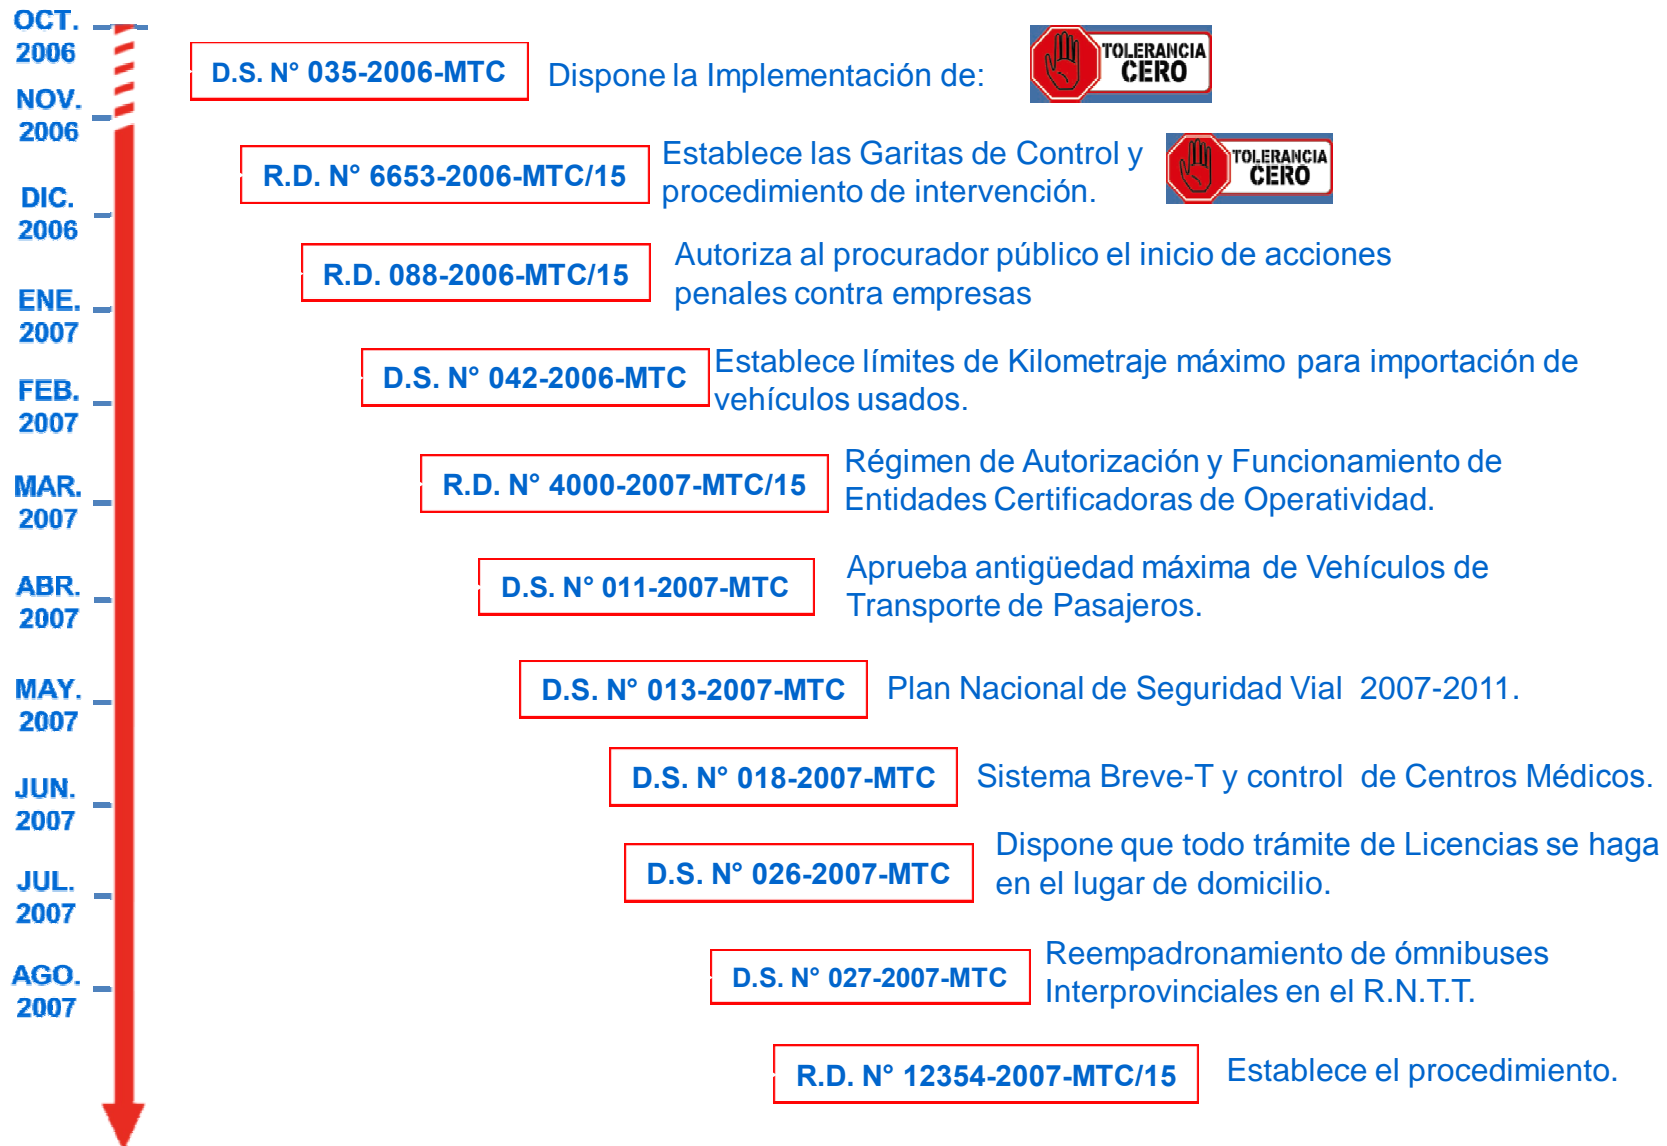 OCT.
2006
D.S. N° 035-2006-MTC
Dispone la Implementación de:
TOLERANCIA
CERO
NOV.
2006
R.D. N° 6653-2006-MTC/15
Establece las Garitas de Control y
procedimiento de intervención.
TOLERANCIA
CERO
DIC.
2006
R.D. 088-2006-MTC/15
Autoriza al procurador público el inicio de acciones
penales contra empresas
ENE.
2007
D.S. N° 042-2006-MTC
Establece límites de Kilometraje máximo para importación de
vehículos usados.
FEB.
2007
R.D. N° 4000-2007-MTC/15
Régimen de Autorización y Funcionamiento de
Entidades Certificadoras de Operatividad.
MAR.
2007
D.S. N° 011-2007-MTC
Aprueba antigüedad máxima de Vehículos de
Transporte de Pasajeros.
ABR.
2007
D.S. N° 013-2007-MTC
Plan Nacional de Seguridad Vial 2007-2011.
MAY.
2007
D.S. N° 018-2007-MTC
Sistema Breve-T y control de Centros Médicos.
JUN.
2007
D.S. N° 026-2007-MTC
Dispone que todo trámite de Licencias se haga
en el lugar de domicilio.
JUL.
2007
D.S. N° 027-2007-MTC
Reempadronamiento de ómnibuses
Interprovinciales en el R.N.T.T.
AGO.
2007
R.D. N° 12354-2007-MTC/15
Establece el procedimiento.